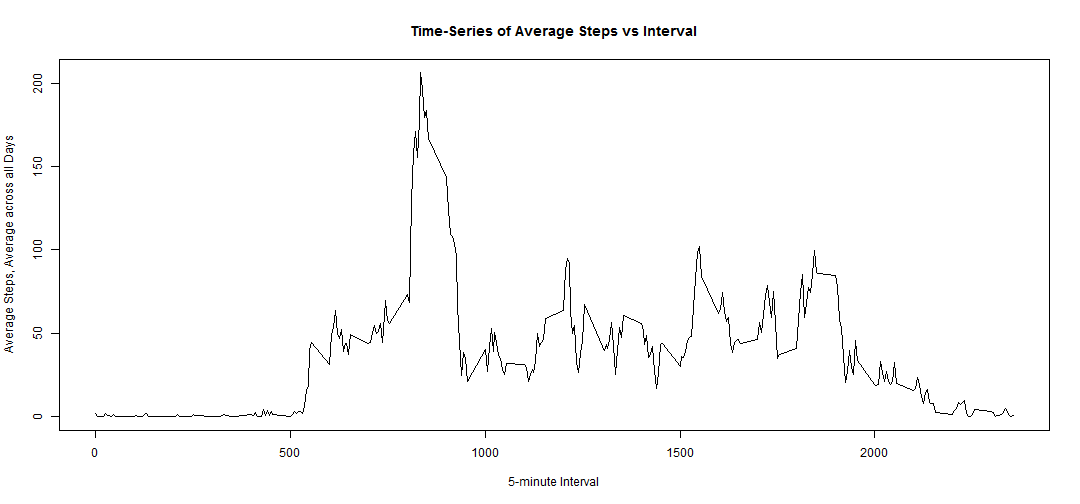 Time-Series of Average Steps vs Interval
Average Steps, Average across all Days
200
150
100
50
0
0 500 1000 1500 2000
5-minute Interval